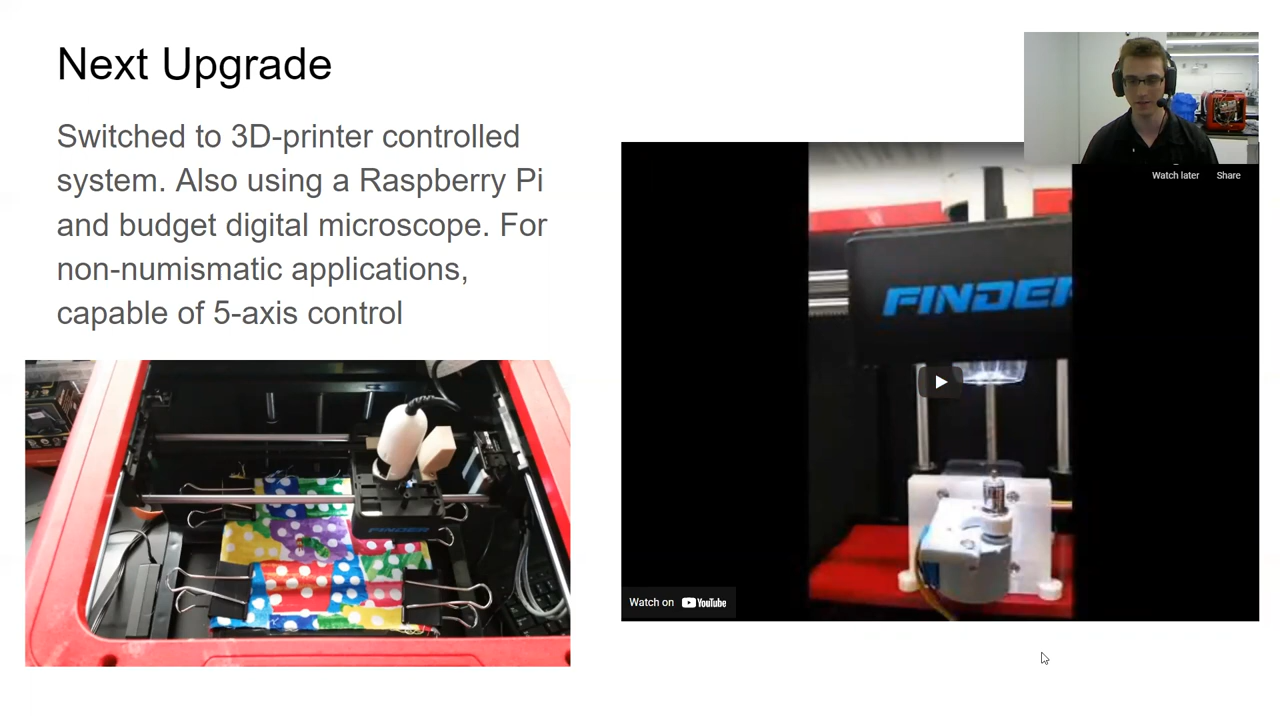 Next Upgrade
Switched to 3D-printer controlled
system. Also using a Raspberry Pi
and budget digital microscope. For
non-numismatic applications,
capable of 5-axis control
Watch later
Share
FINDER
FINDER
Watch on YouTube